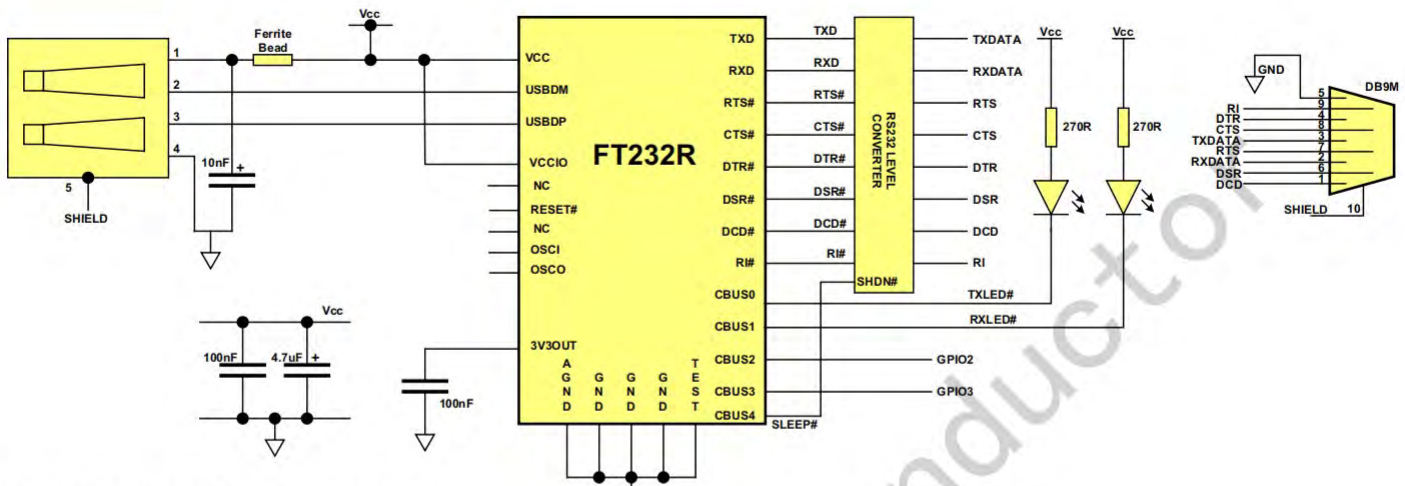 Vcc
Ferrite
Bead
1
2
3
4
5
SHIELD
10nF +
FT232R
VCC
USBDM
USBDP
VCCIO
NC
RESET#
NC
OSCI
OSCO
3V3OUT
100nF
A GND
GND
GND
GND
TEST
TXD
RXD
RTS#
CTS#
DTR#
DSR#
DCD#
RI#
CBUS0
CBUS1
CBUS2
CBUS3
CBUS4
TXD
RXD
RTS#
CTS#
DTR#
DSR#
DCD#
RI#
RS232 LEVEL
CONVERTER
SHDN#
SLEEP#
TXDATA
RXDATA
RTS
CTS
DTR
DSR
DCD
RI
TXLED#
RXLED#
GPIO2
GPIO3
Vcc
Vcc
270R
270R
GND
DB9M
5
RI 9
DTR 4
CTS 8
TXDATA 3
RTS 7
RXDATA 2
DSR 6
DCD 1
SHIELD 10
Vcc
100nF
4.7uF +
nductor